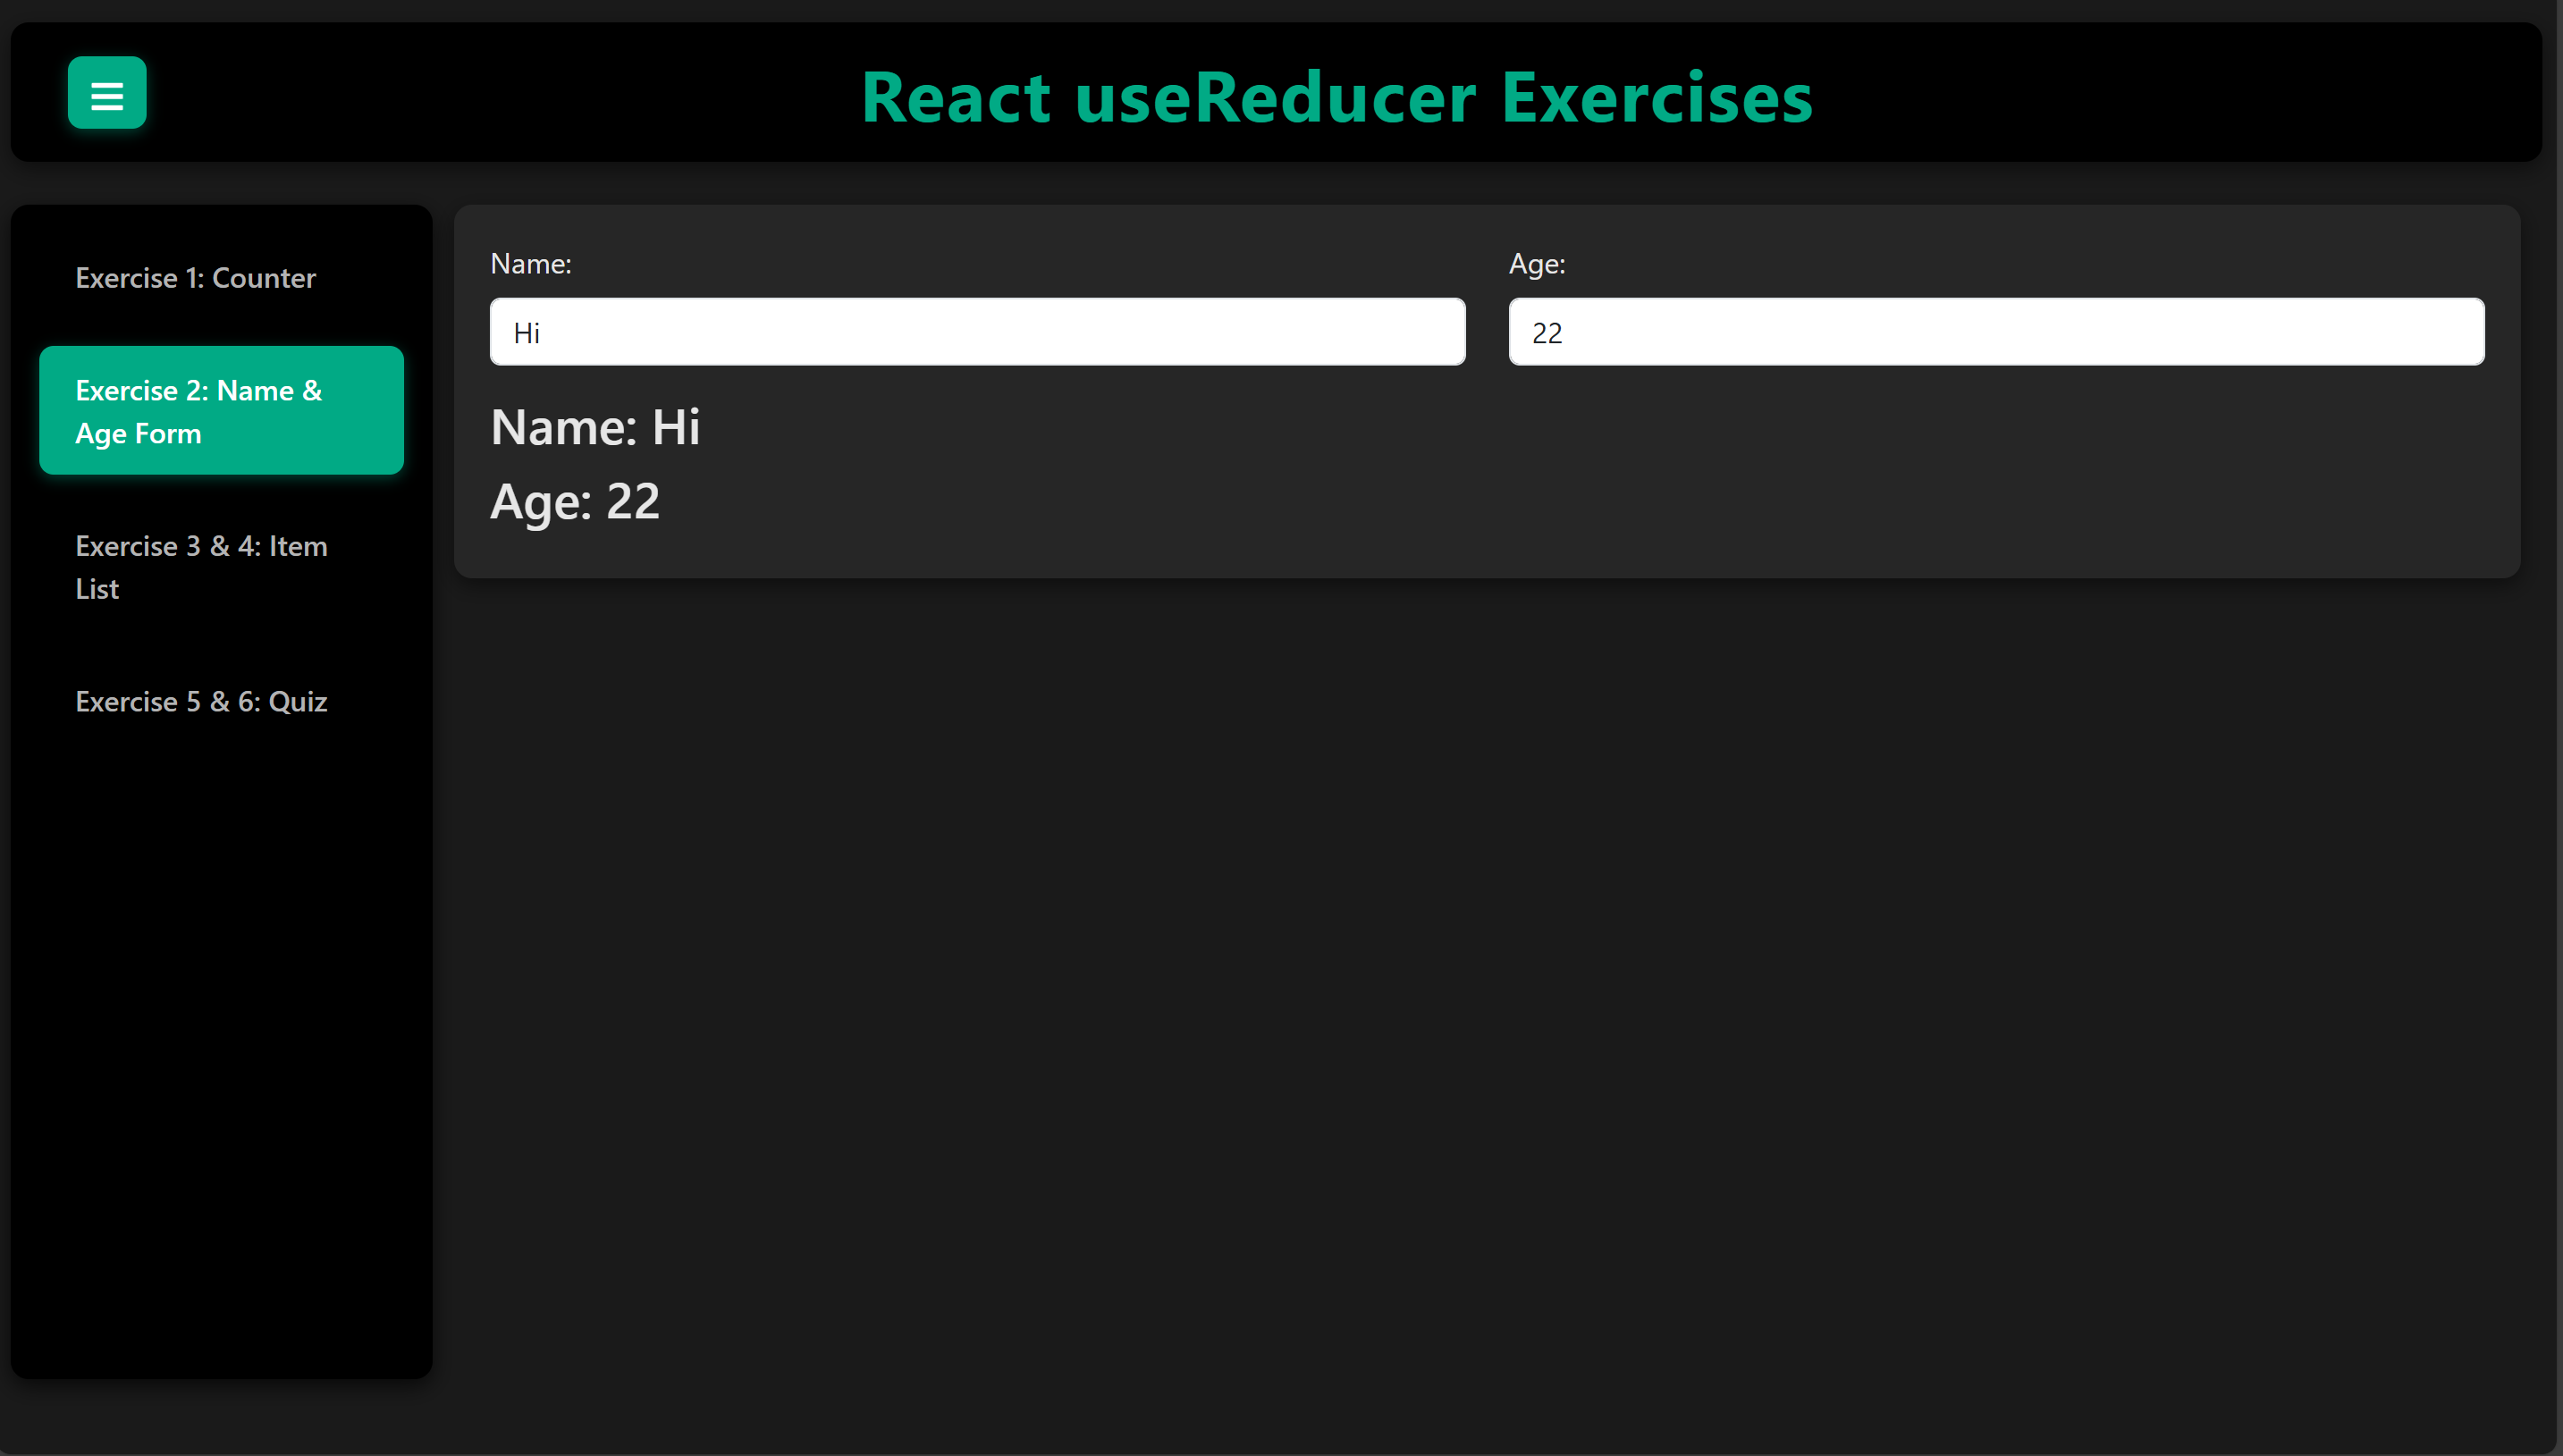 React useReducer Exercises
Exercise 1: Counter
Exercise 2: Name &
Age Form
Exercise 3 & 4: Item
List
Exercise 5 & 6: Quiz
Name:
Hi
Age:
22
Name: Hi
Age: 22